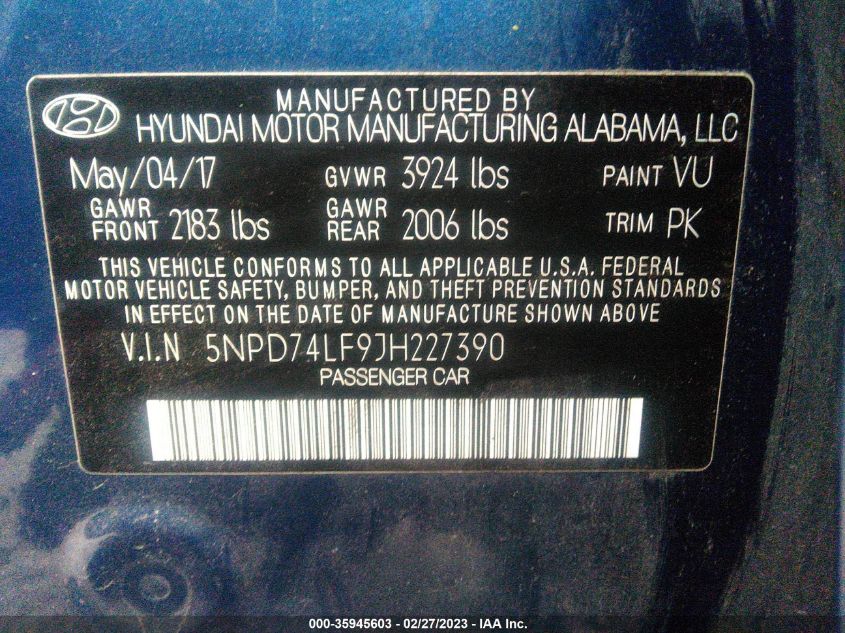 MANUFACTURED BY
HYUNDAI MOTOR MANUFACTURING ALABAMA, LLC
May/04/17 GVWR 3924 lbs PAINT VU
GAWR FRONT 2183 lbs GAWR REAR 2006 lbs TRIM PK
THIS VEHICLE CONFORMS TO ALL APPLICABLE U.S.A. FEDERAL
MOTOR VEHICLE SAFETY, BUMPER, AND THEFT PREVENTION STANDARDS
IN EFFECT ON THE DATE OF MANUFACTURE SHOWN ABOVE
V.I.N 5NPD74LF9JH227390
PASSENGER CAR
000-35945603 - 02/27/2023 - IAA Inc.